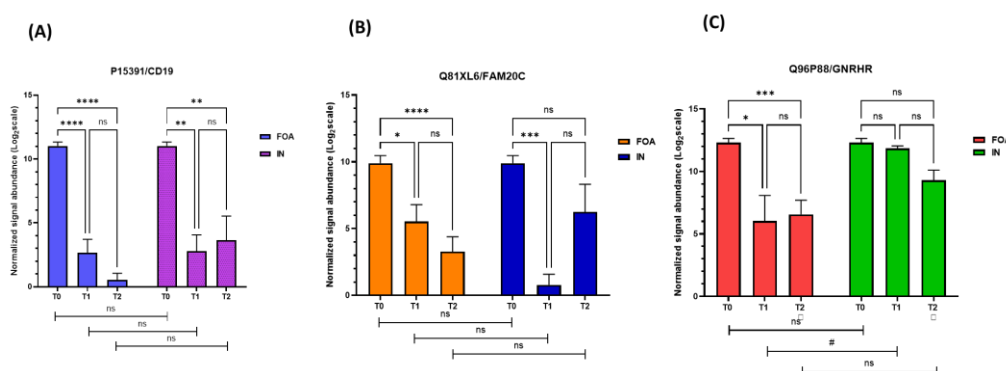 (A)
P15391/CD19
Normalized signal abundance (Log2scale)
15
10
5
0
****
**
**** ns ** ns
FOA
IN
T0 T1 T2 T0 T1 T2
ns
ns
ns
(B)
Q81XL6/FAM20C
Normalized signal abundance (Log2scale)
15
10
5
0
****
ns
* ns *** ns
FOA
IN
T0 T1 T2 T0 T1 T2
ns
ns
ns
(C)
Q96P88/GNRHR
Normalized signal abundance (Log2scale)
15
10
5
0
***
ns
* ns ns ns
FOA
IN
T0 T1 T2 T0 T1 T2
ns
#
ns